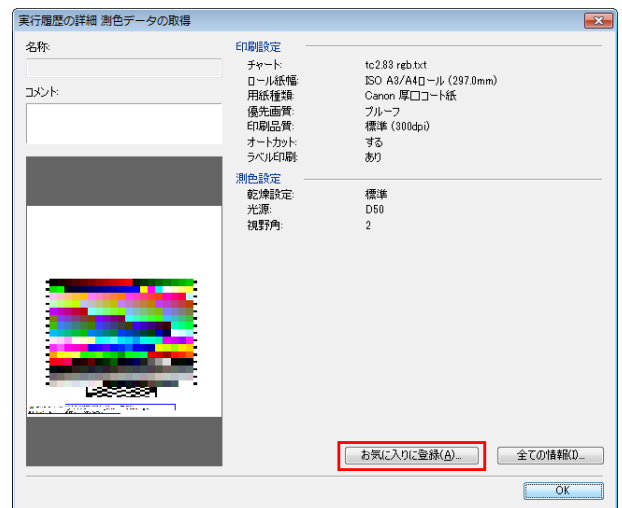 実行履歴の詳細 測色データの取得
名称:
コメント:
印刷設定
チャート: tc2.83 rgb.txt
ロール紙幅: ISO A3/A4ロール (297.0mm)
用紙種類: Canon 厚口コート紙
優先画質: プルーフ
印刷品質: 標準 (300dpi)
オートカット: する
ラベル印刷: あり
測色設定
乾燥設定: 標準
光源: D50
視野角: 2
お気に入りに登録(A)... 全ての情報(I)...
OK